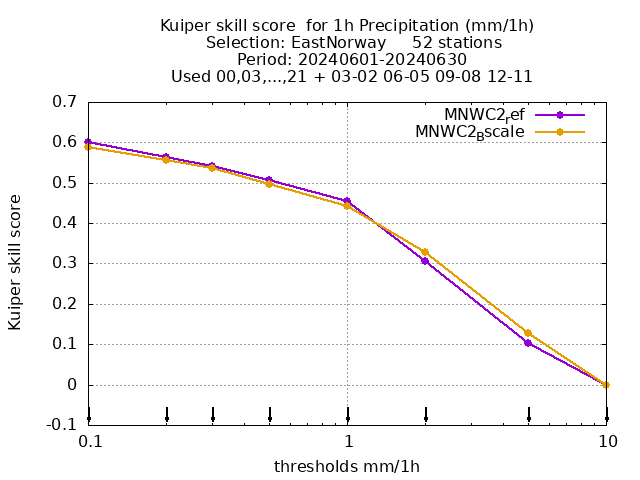 Kuiper skill score  for 1h Precipitation (mm/1h)
Selection: EastNorway     52 stations
Period: 20240601-20240630
Used 00,03,...,21 + 03-02 06-05 09-08 12-11
MNWC2ref
MNWC2Bscale
0.7
0.6
0.5
0.4
0.3
0.2
0.1
0
-0.1
Kuiper skill score
0.1 1 10
thresholds mm/1h